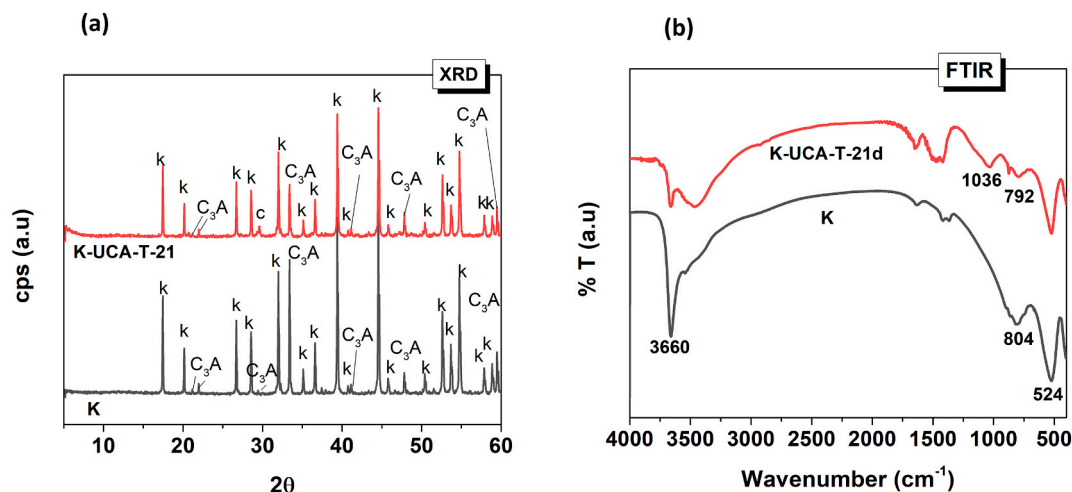 (a)
XRD
k
k
C₃A
k
k
c
k
C₃A
k
k
k
k
C₃A
k
k
C₃A
k
k
k
k
k
k
C₃A
K-UCA-T-21
k
k
C₃A
k
k
C₃A
k
C₃A
k
k
k
k
C₃A
k
k
C₃A
k
k
k
k
k
k
C₃A
K
cps (a.u)
10
20
30
40
50
60
2θ
(b)
FTIR
K-UCA-T-21d
1036
792
K
3660
804
524
% T (a.u)
4000
3500
3000
2500
2000
1500
1000
500
Wavenumber (cm⁻¹)